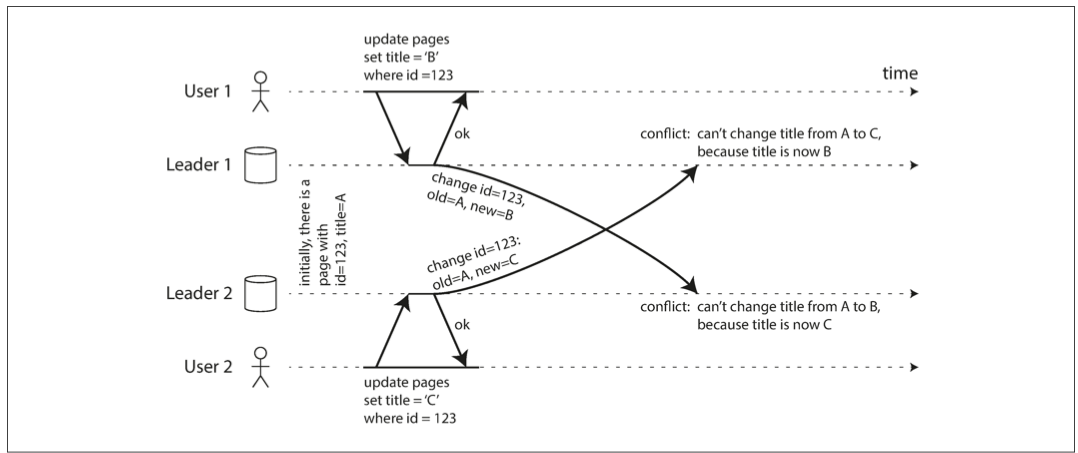 update pages
set title = ‘B’
where id =123
time
User 1
ok
conflict: can’t change title from A to C,
because title is now B
Leader 1
change id=123,
old=A, new=B
initially, there is a
page with
id=123, title=A
change id=123:
old=A, new=C
Leader 2
conflict: can’t change title from A to B,
because title is now C
ok
User 2
update pages
set title = ‘C’
where id = 123